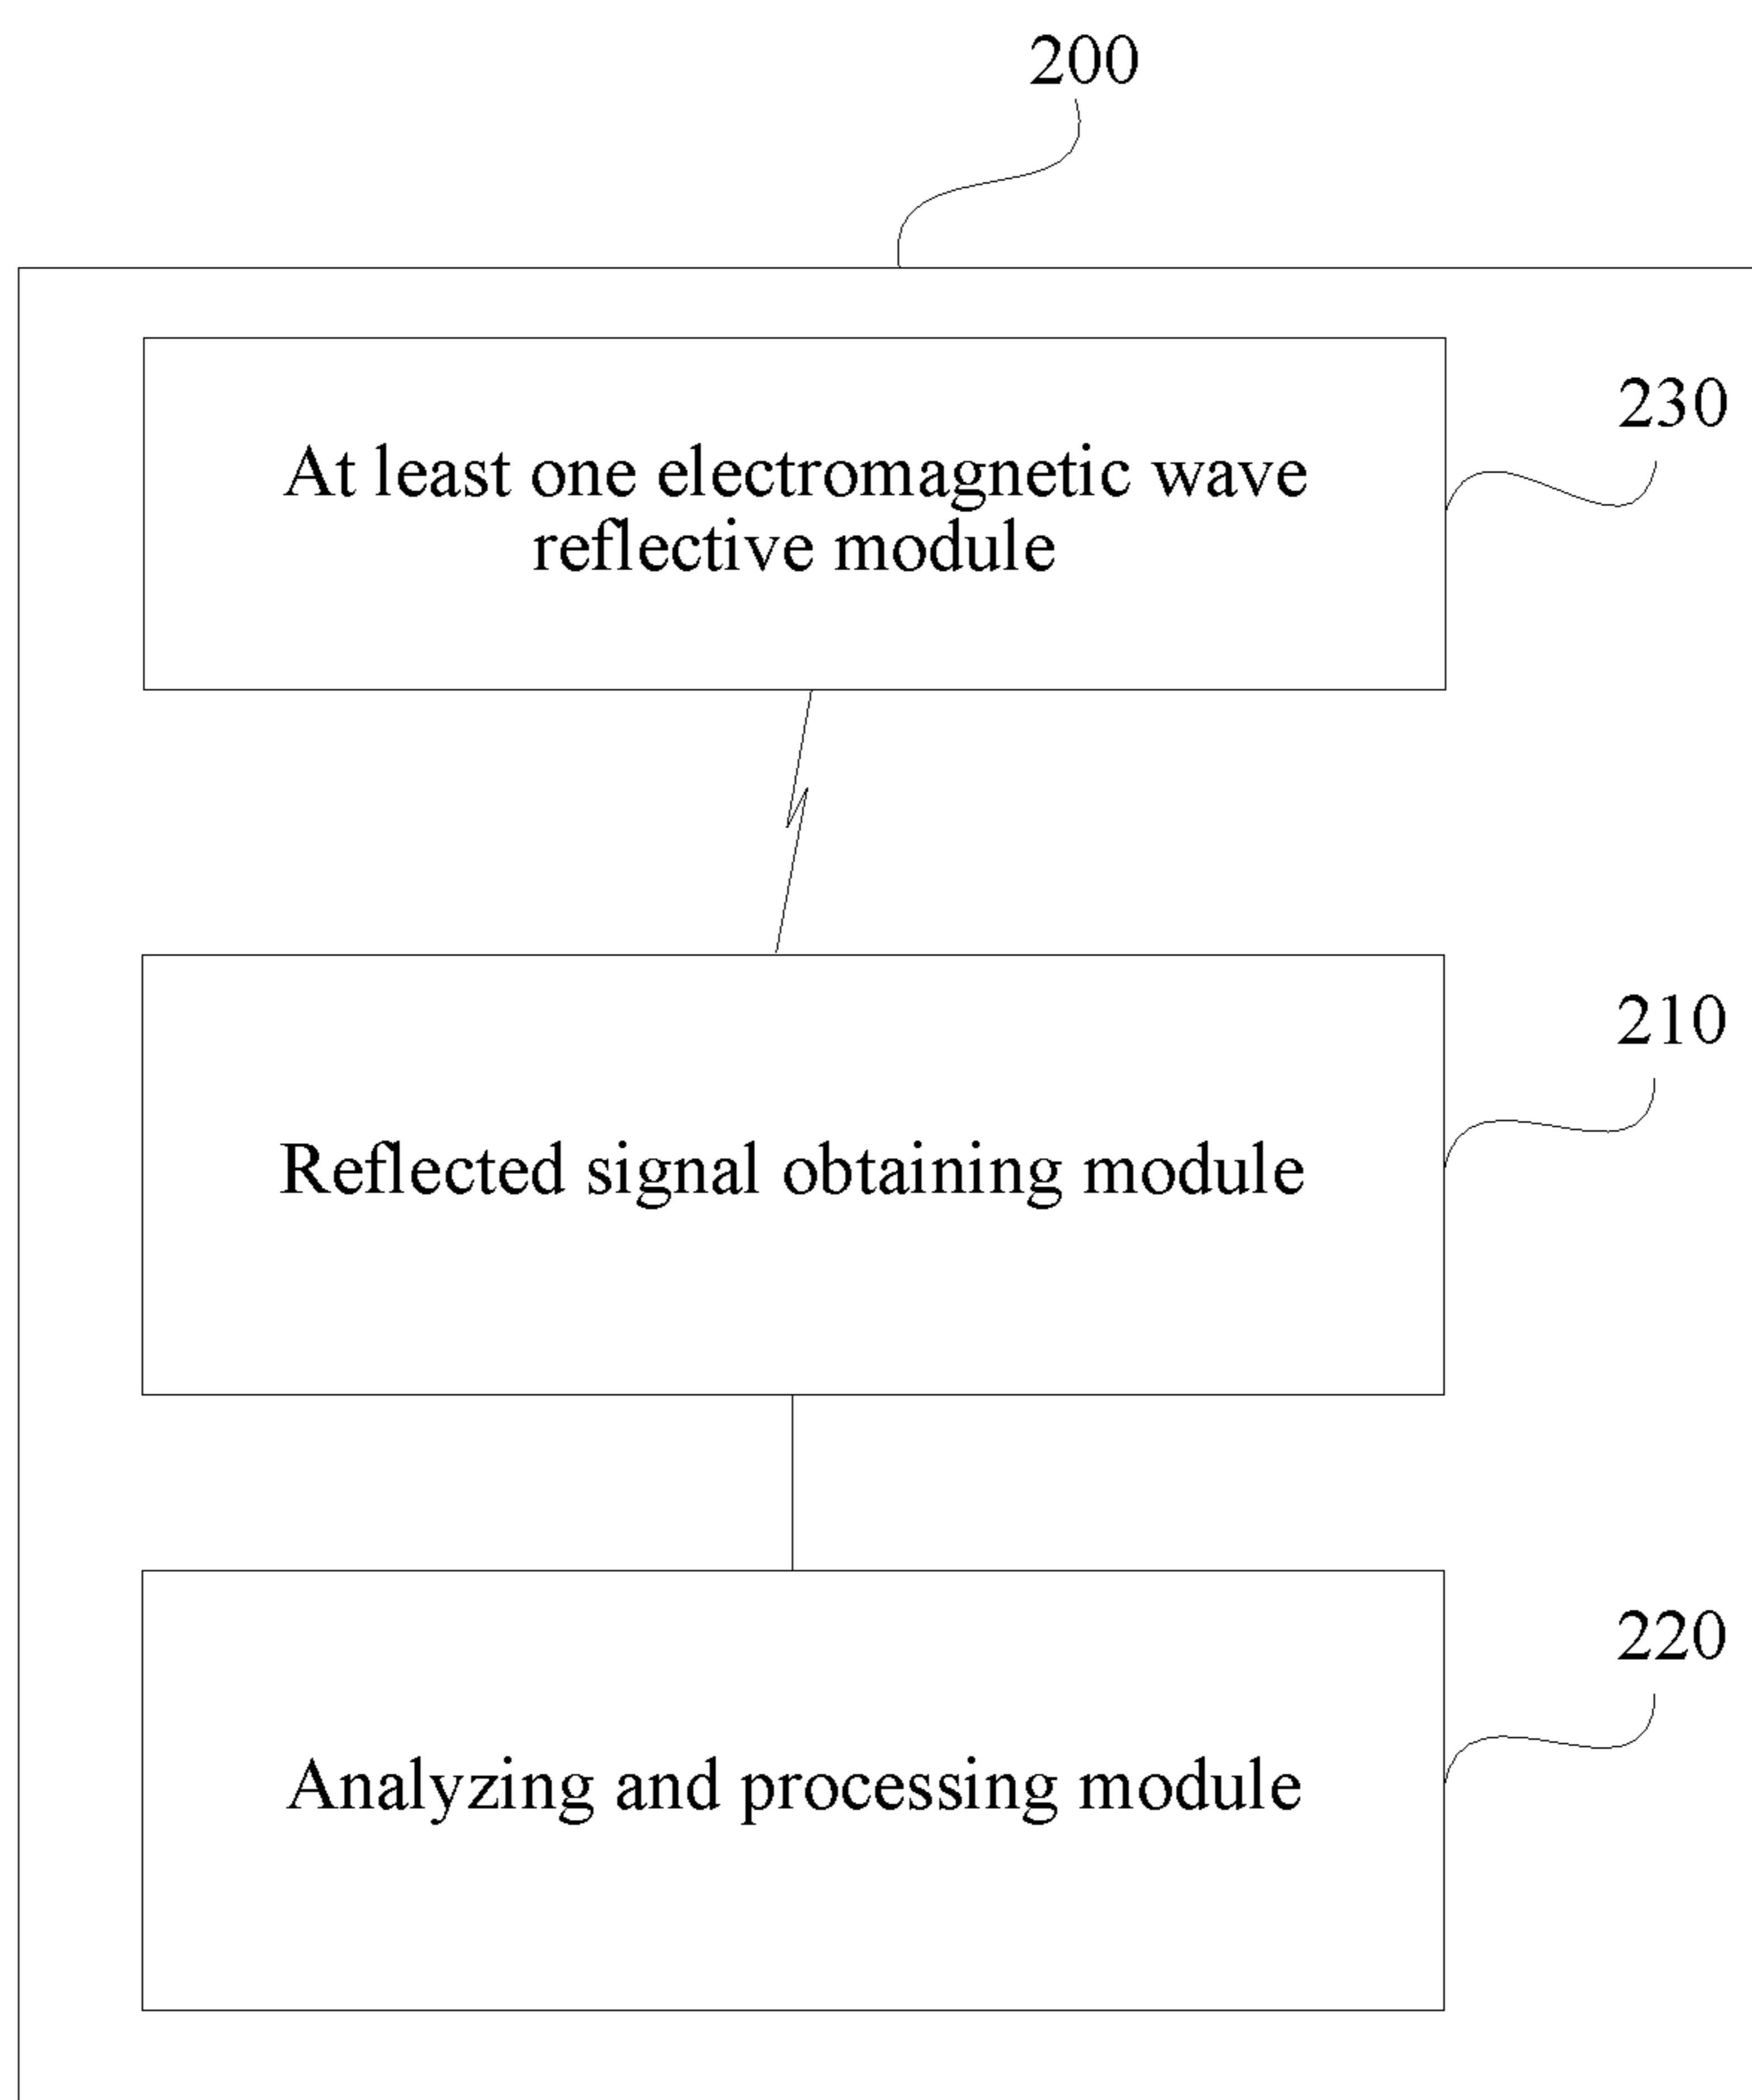 200
230
At least one electromagnetic wave
reflective module
210
Reflected signal obtaining module
220
Analyzing and processing module